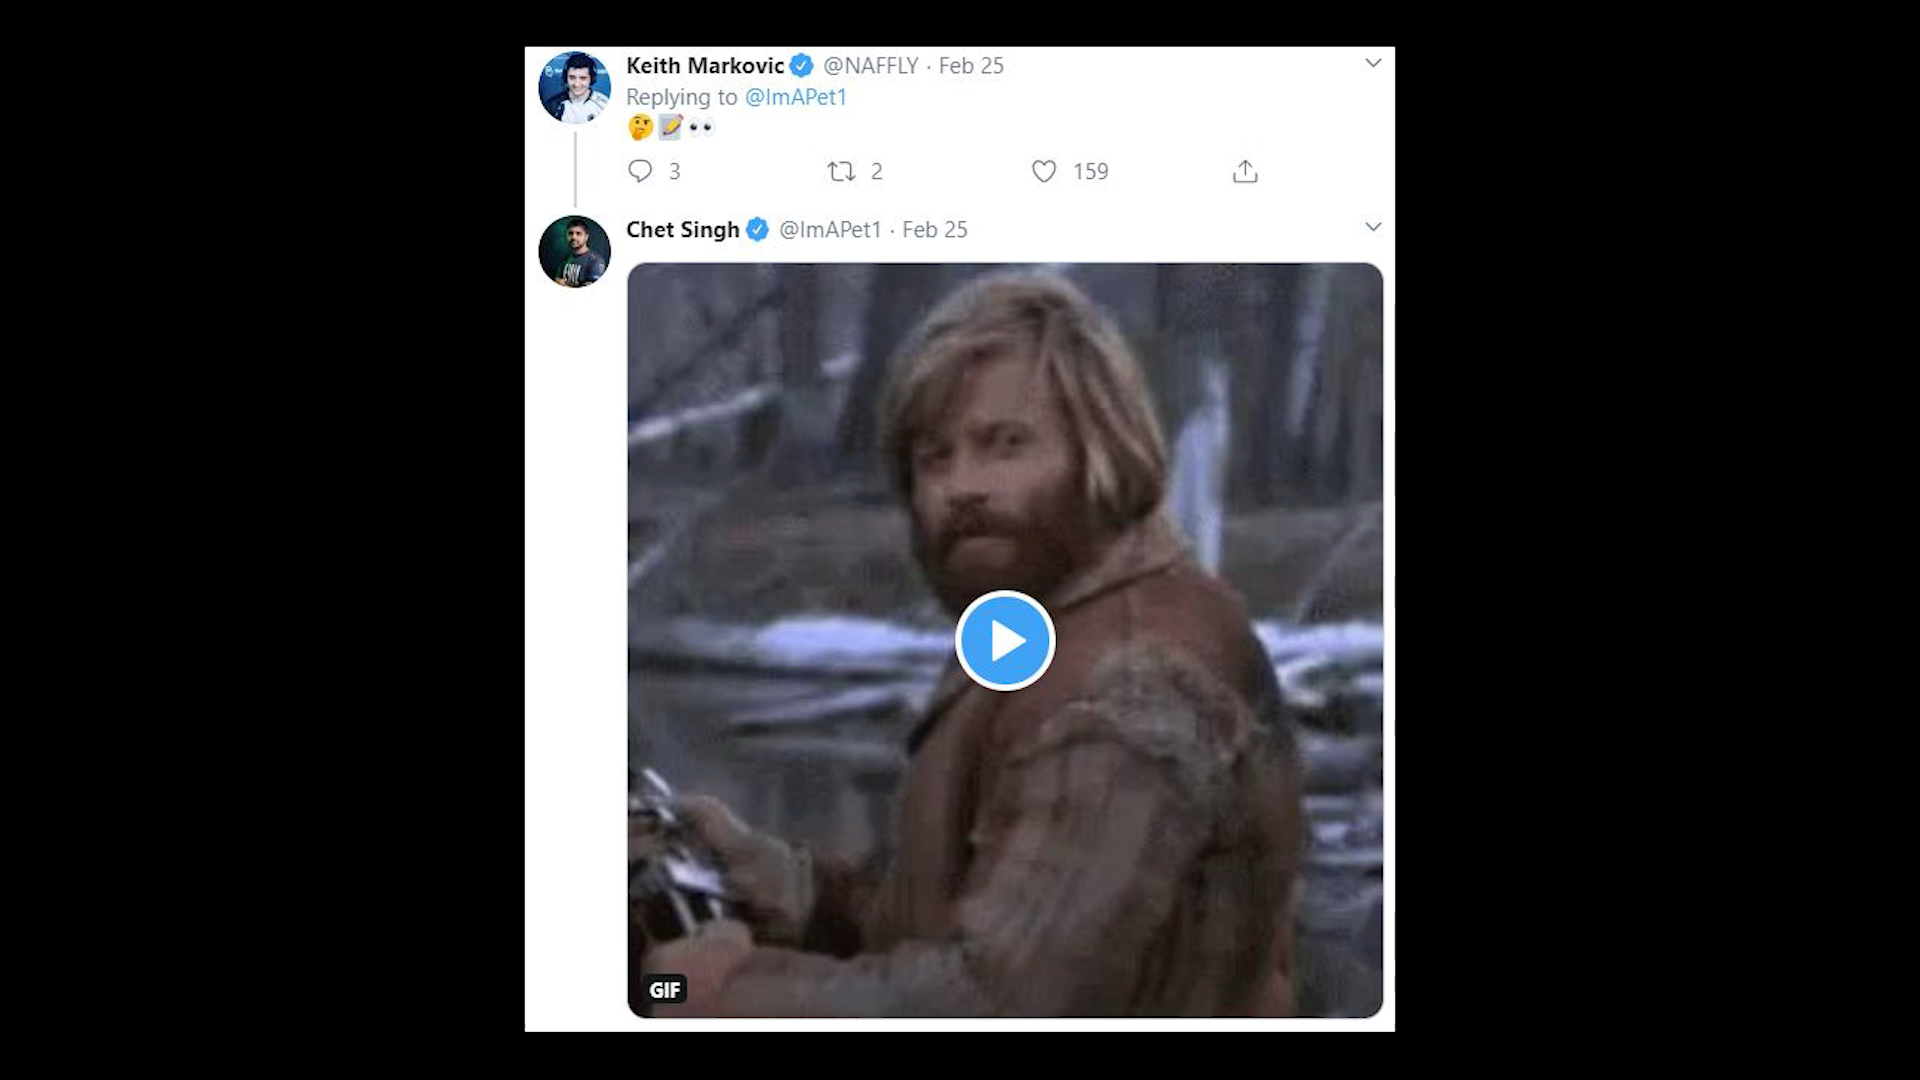 Keith Markovic @NAFFLY · Feb 25
Replying to @ImAPet1
🤔📝👀
3 2 159
Chet Singh @ImAPet1 · Feb 25
GIF